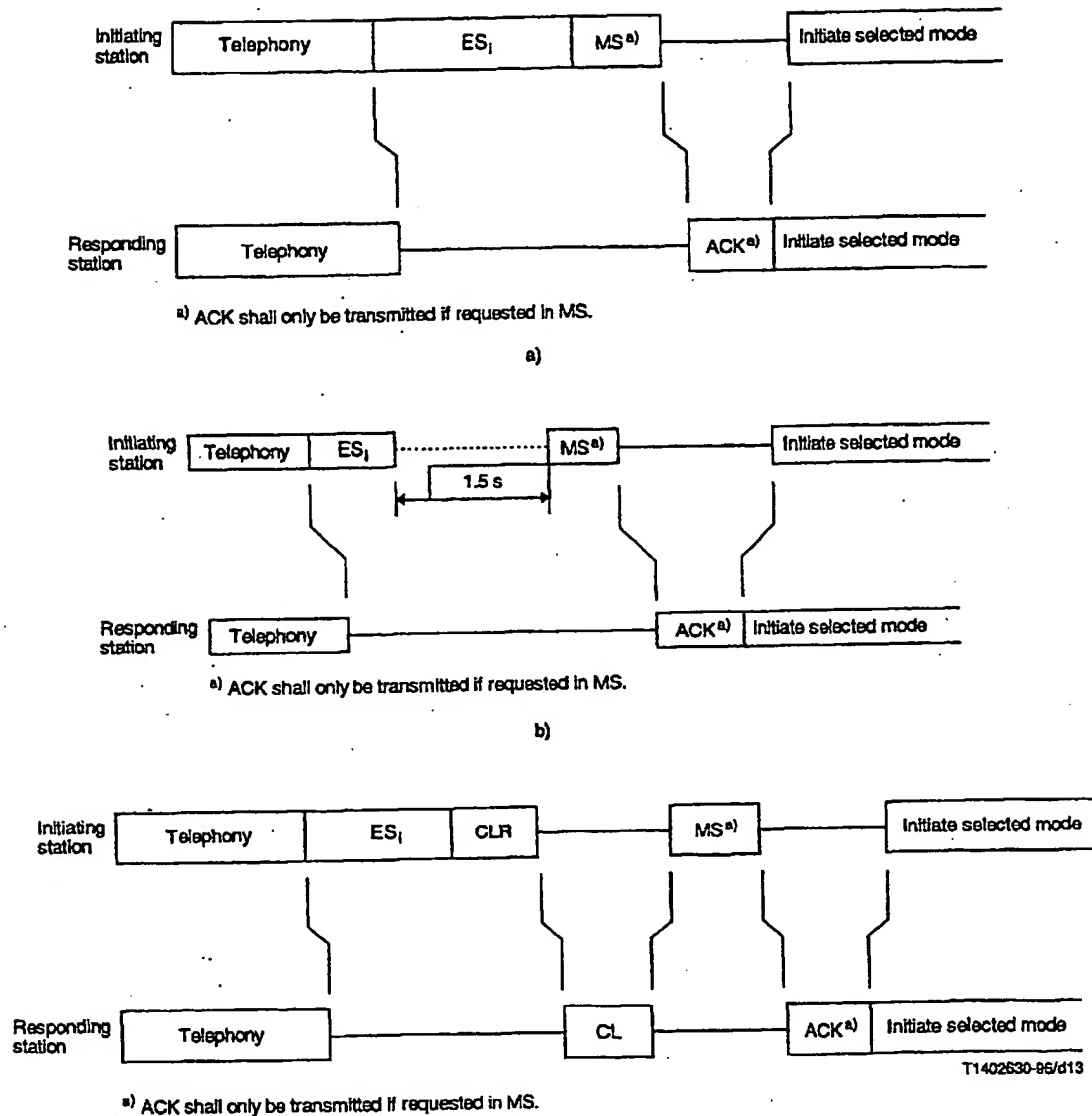 Initiating station
Telephony
ESi
MSa)
Initiate selected mode
Responding station
Telephony
ACKa)
Initiate selected mode
a) ACK shall only be transmitted if requested in MS.
a)
Initiating station
Telephony
ESi
MSa)
Initiate selected mode
1.5 s
Responding station
Telephony
ACKa)
Initiate selected mode
a) ACK shall only be transmitted if requested in MS.
b)
Initiating station
Telephony
ESi
CLR
MSa)
Initiate selected mode
Responding station
Telephony
CL
ACKa)
Initiate selected mode
T1402630-96/d13
a) ACK shall only be transmitted if requested in MS.